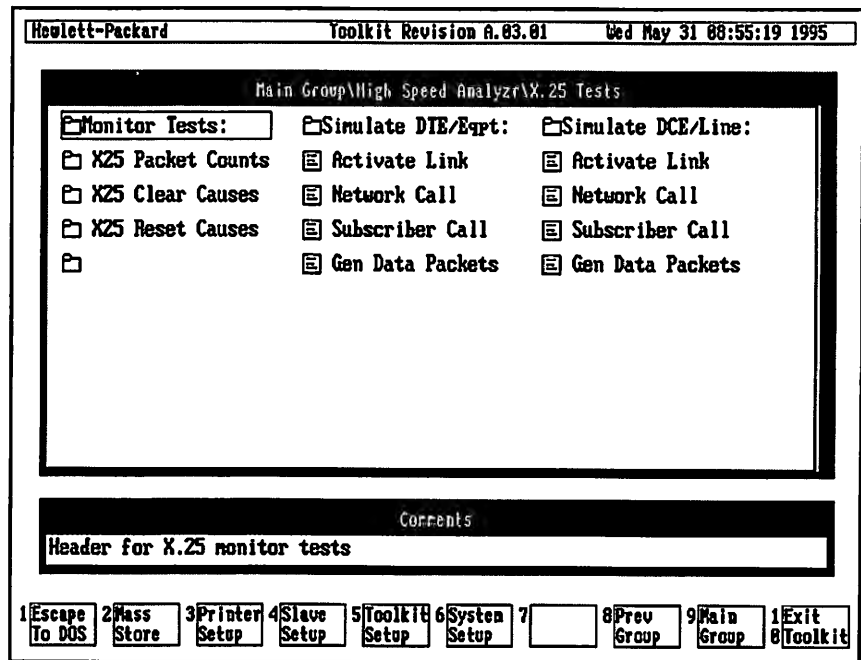 Hewlett-Packard Toolkit Revision A.03.01 Wed May 31 08:55:19 1995
Main Group\High Speed Analyzr\X.25 Tests
Monitor Tests: Simulate DTE/Eqpt: Simulate DCE/Line:
X25 Packet Counts Activate Link Activate Link
X25 Clear Causes Network Call Network Call
X25 Reset Causes Subscriber Call Subscriber Call
Gen Data Packets Gen Data Packets
Comments
Header for X.25 monitor tests
1 Escape 2 Mass 3 Printer 4 Slave 5 Toolkit 6 System 7 8 Prev 9 Main 1 Exit
To DOS Store Setup Setup Setup Setup Group Group 0 Toolkit